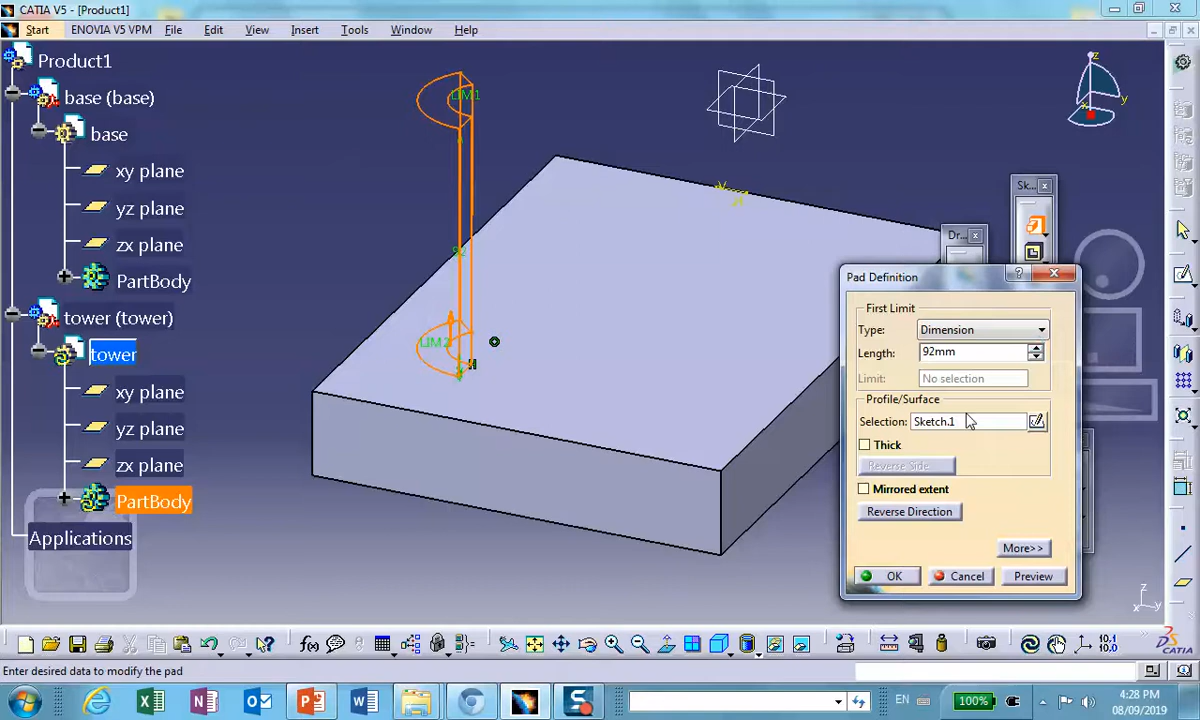 CATIA V5 - [Product1]
Start ENOVIA V5 VPM File Edit View Insert Tools Window Help
Product1
base (base)
base
xy plane
yz plane
zx plane
PartBody
tower (tower)
tower
xy plane
yz plane
zx plane
PartBody
Applications
LIM1
LIM2
H
z
y
x
Sk...
Dr...
Pad Definition
First Limit
Type: Dimension
Length: 92mm
Limit: No selection
Profile/Surface
Selection: Sketch.1
Thick
Reverse Side
Mirrored extent
Reverse Direction
More>>
OK Cancel Preview
z
y
f(x)
10.1
CATIA
Enter desired data to modify the pad
EN
100%
4:28 PM
08/09/2019